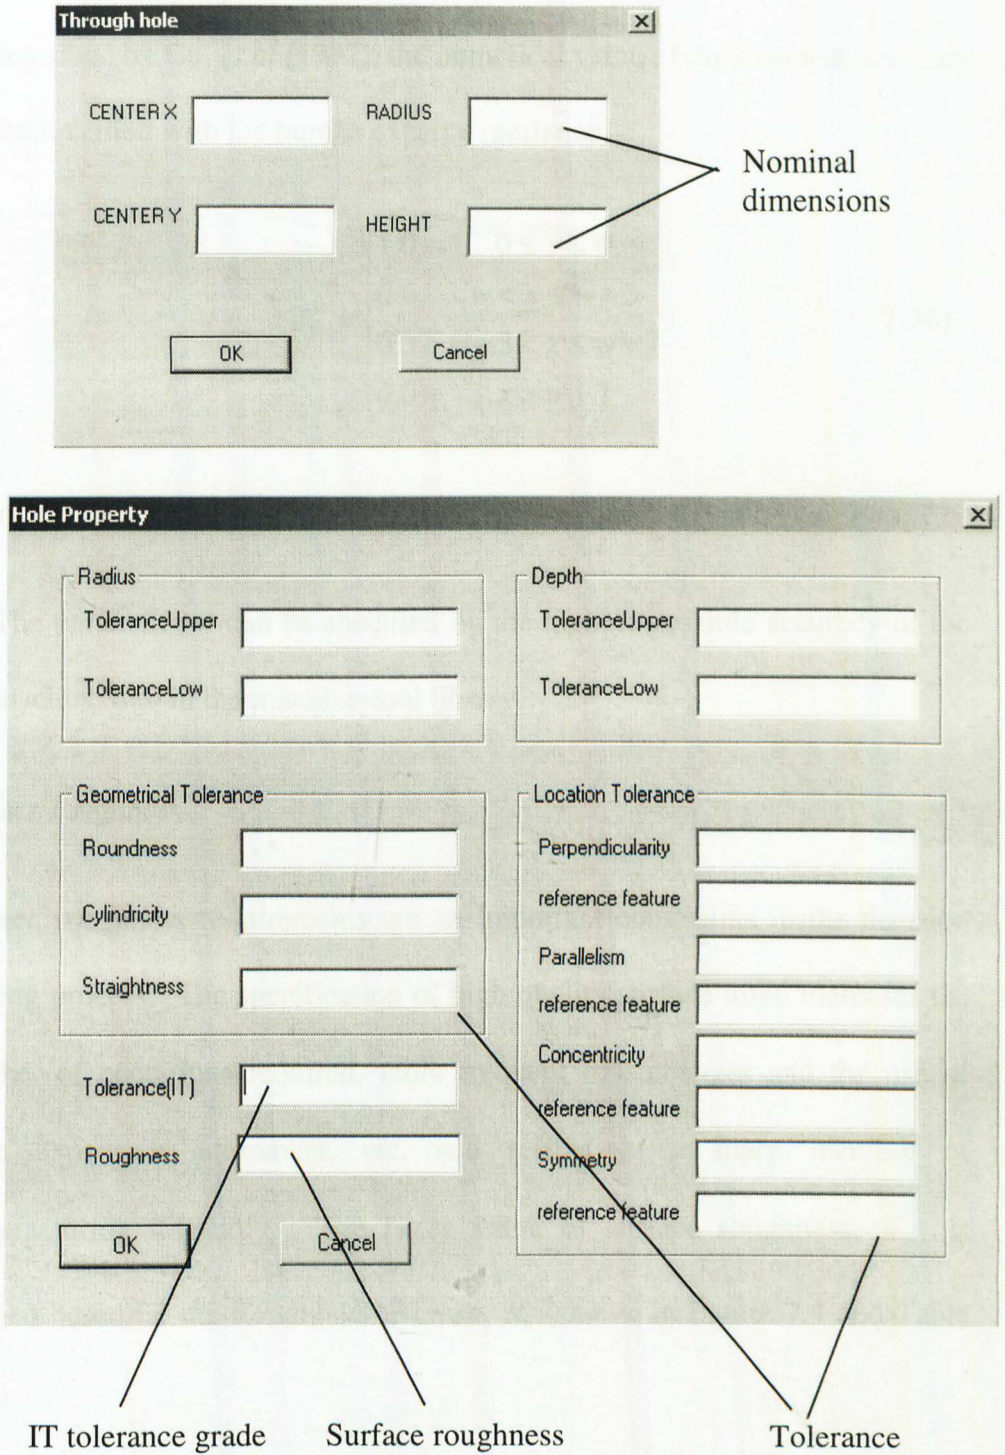 Through hole
CENTER X
RADIUS
Nominal
dimensions
CENTER Y
HEIGHT
OK
Cancel
Hole Property
Radius
ToleranceUpper
ToleranceLow
Depth
ToleranceUpper
ToleranceLow
Geometrical Tolerance
Roundness
Cylindricity
Straightness
Tolerance(IT)
Roughness
Location Tolerance
Perpendicularity
reference feature
Parallelism
reference feature
Concentricity
reference feature
Symmetry
reference feature
OK
Cancel
IT tolerance grade
Surface roughness
Tolerance